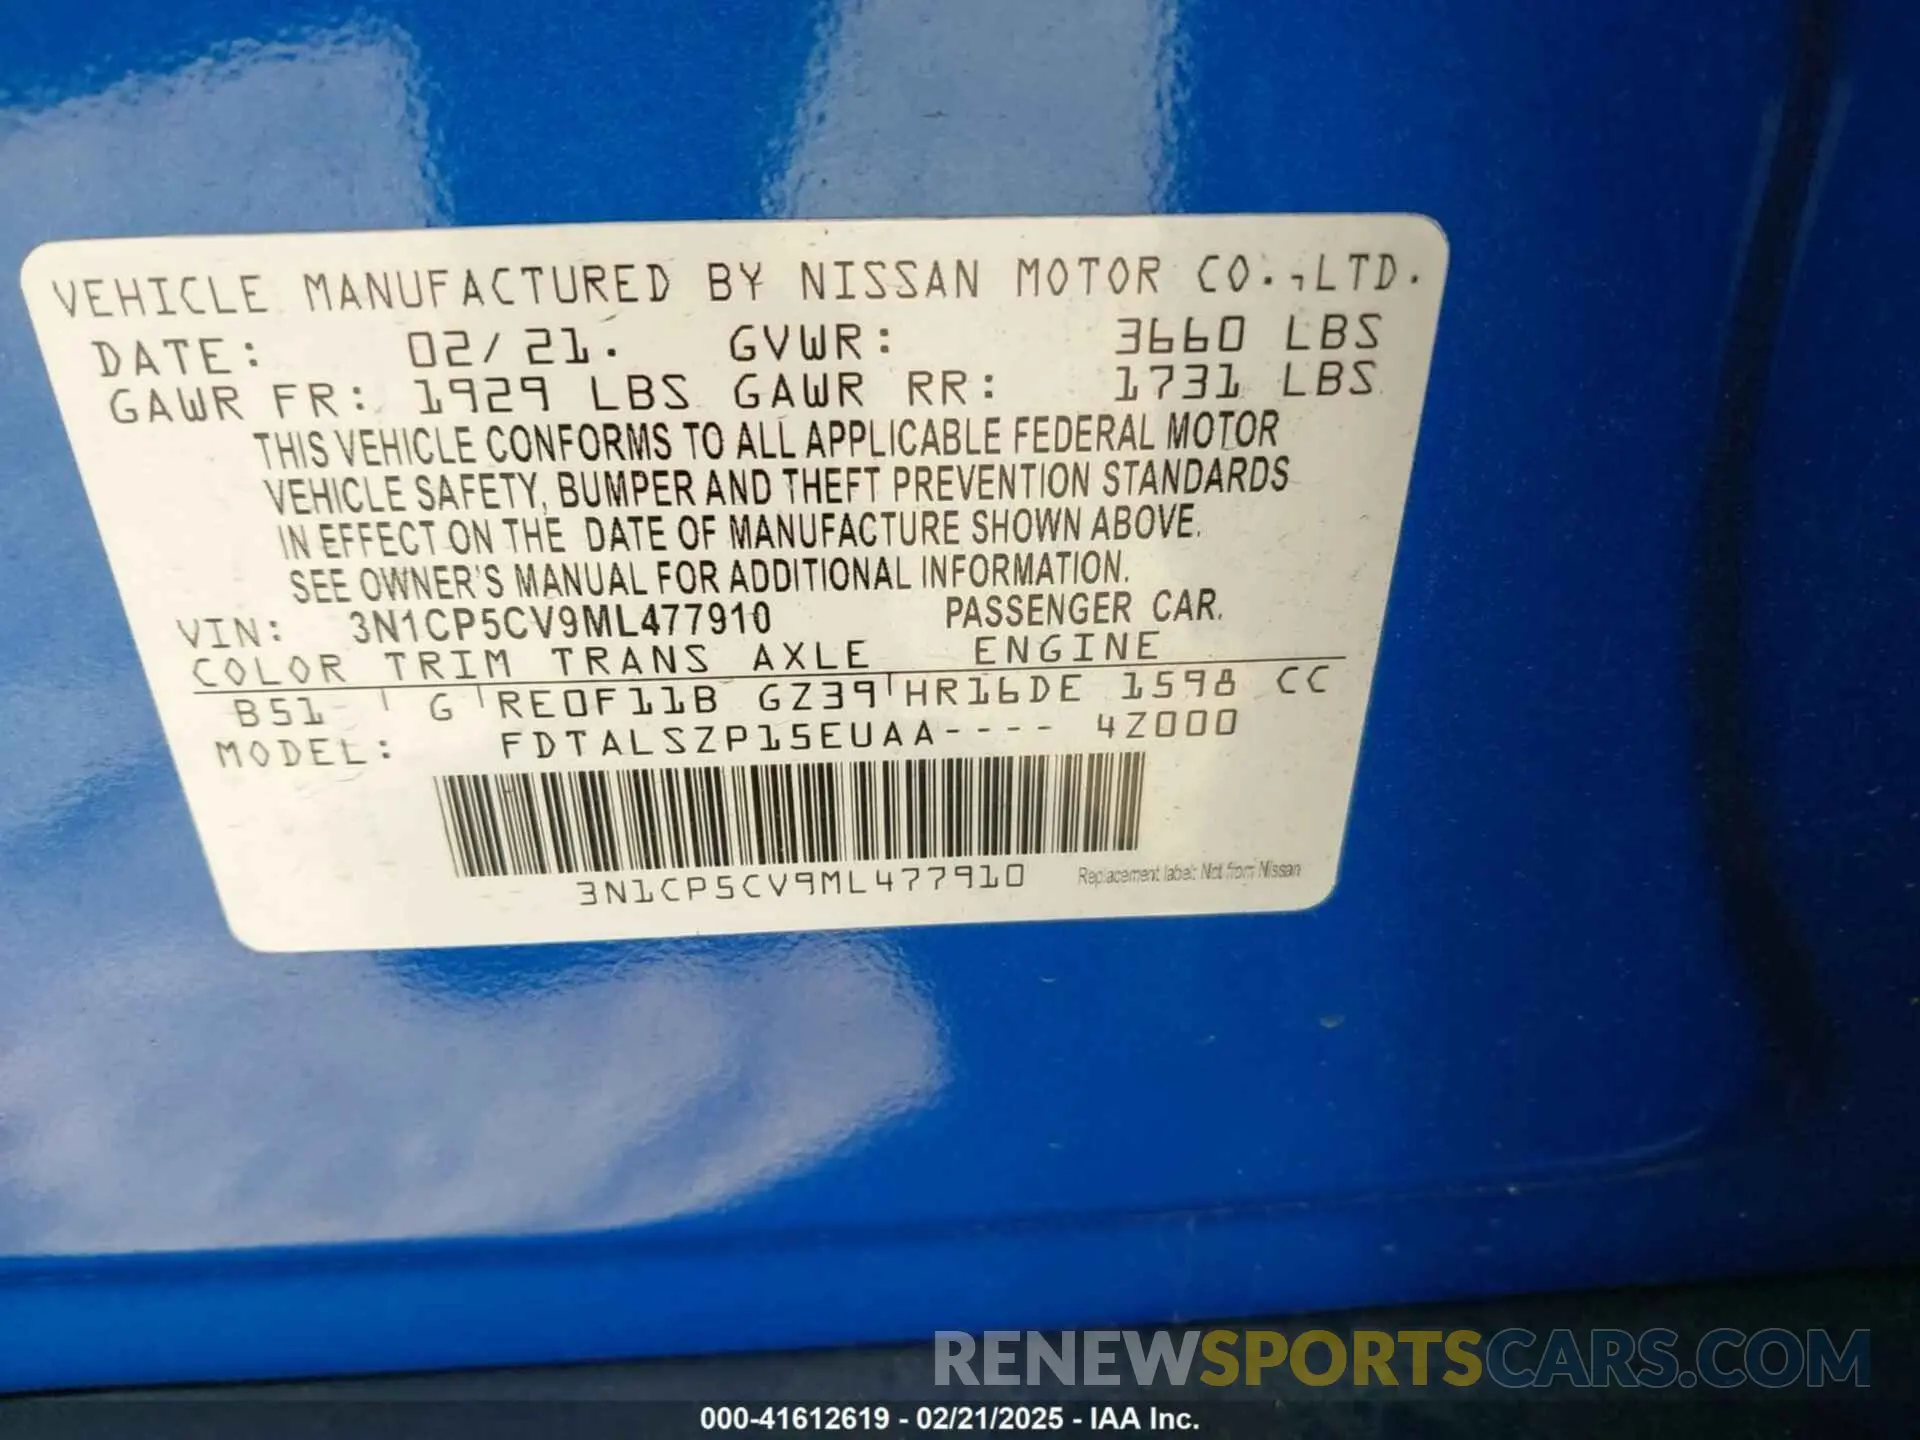 VEHICLE MANUFACTURED BY NISSAN MOTOR CO.,LTD.
DATE: 02/21. GVWR: 3660 LBS
GAWR FR: 1929 LBS GAWR RR: 1731 LBS
THIS VEHICLE CONFORMS TO ALL APPLICABLE FEDERAL MOTOR
VEHICLE SAFETY, BUMPER AND THEFT PREVENTION STANDARDS
IN EFFECT ON THE DATE OF MANUFACTURE SHOWN ABOVE.
SEE OWNER'S MANUAL FOR ADDITIONAL INFORMATION.
VIN: 3N1CP5CV9ML477910 PASSENGER CAR.
COLOR TRIM TRANS AXLE ENGINE
B51 G RE0F11B GZ39 HR16DE 1598 CC
MODEL: FDTALSZP15EUAA---- 4Z000
3N1CP5CV9ML477910 Replacement label: Not from Nissan
RENEWSPORTSCARS.COM
000-41612619 - 02/21/2025 - IAA Inc.